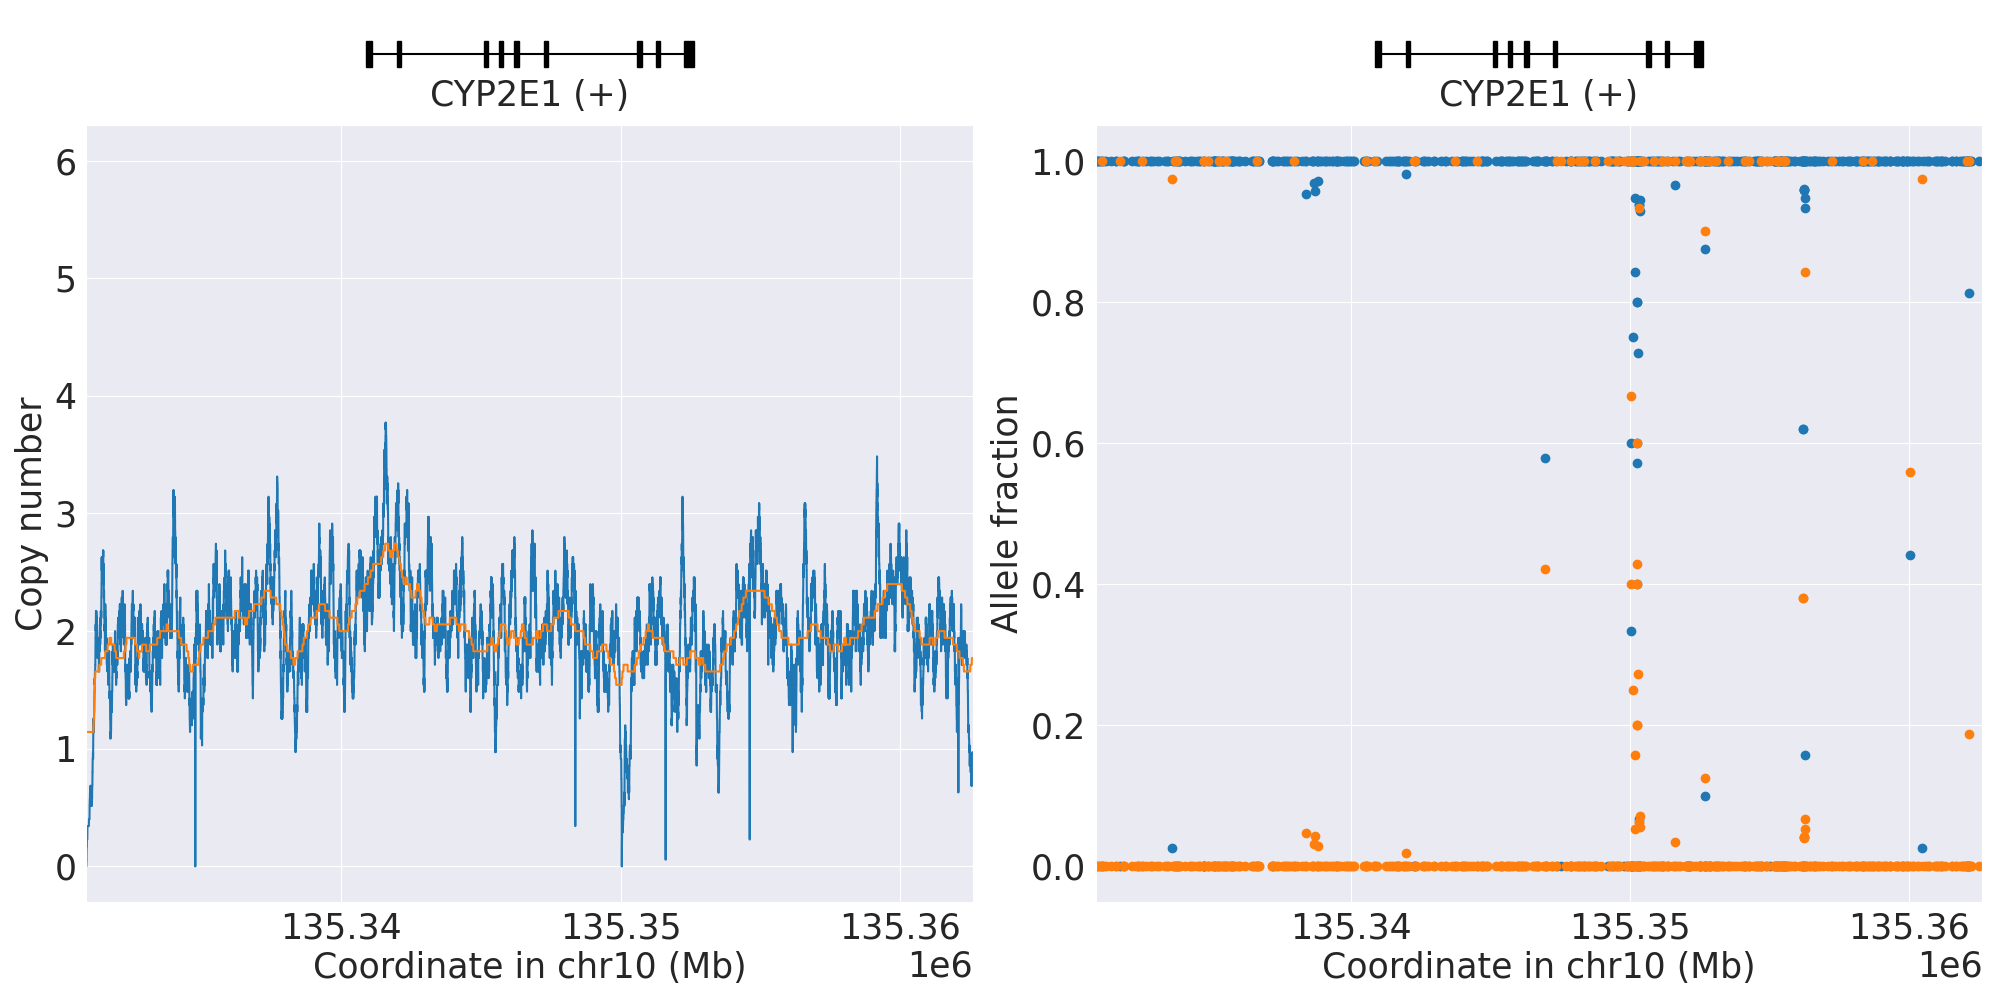 CYP2E1 (+)
6
5
4
3
2
1
0
Copy number
135.34 135.35 135.36
Coordinate in chr10 (Mb)
1e6
CYP2E1 (+)
1.0
0.8
0.6
0.4
0.2
0.0
Allele fraction
135.34 135.35 135.36
Coordinate in chr10 (Mb)
1e6